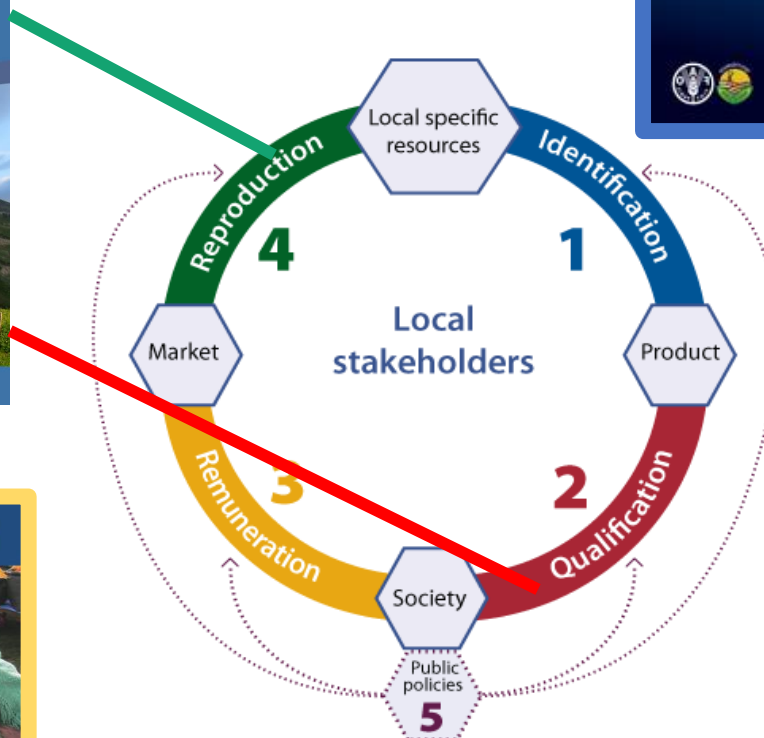 Local specific
resources
Identification
1
Reproduction
4
Local
stakeholders
Market
Product
Remuneration
3
2
Qualification
Society
Public
policies
5